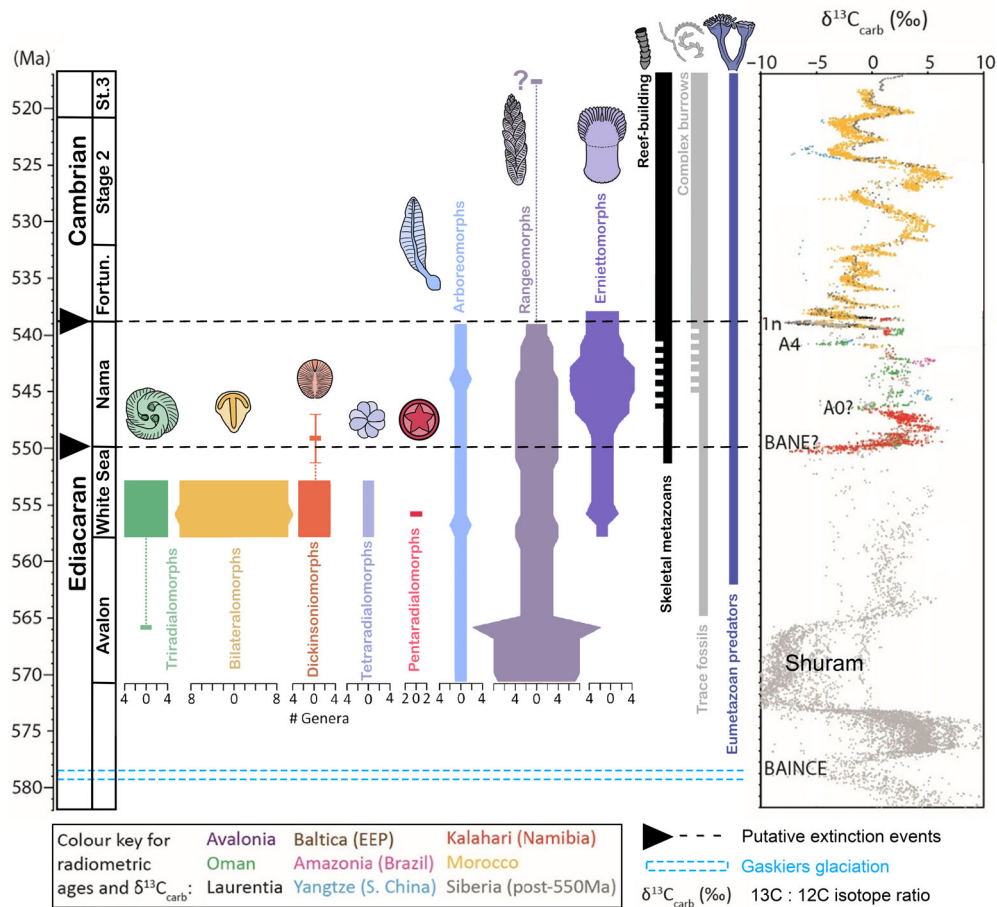 δ13Ccarb (‰)
(Ma)
-10 -5 0 5 10
520
525
530
535
540
545
550
555
560
565
570
575
580
Cambrian
Ediacaran
St.3
Stage 2
Fortun.
Nama
White Sea
Avalon
?
Triradialomorphs
Bilateralomorphs
Dickinsoniomorphs
Tetraradialomorphs
Pentaradialomorphs
Arboreomorphs
Rangeomorphs
Erniettomorphs
Reef-building
Skeletal metazoans
Complex burrows
Trace fossils
Eumetazoan predators
4 0 4
8 0 8
4 0 4
4 0 4
2 0 2
4 0 4
4 0 4
4 0 4
# Genera
1n
A4
A0?
BANE?
Shuram
BAINCE
Colour key for
radiometric
ages and δ13Ccarb:
Avalonia Baltica (EEP) Kalahari (Namibia)
Oman Amazonia (Brazil) Morocco
Laurentia Yangtze (S. China) Siberia (post-550Ma)
Putative extinction events
Gaskiers glaciation
δ13Ccarb (‰) 13C : 12C isotope ratio